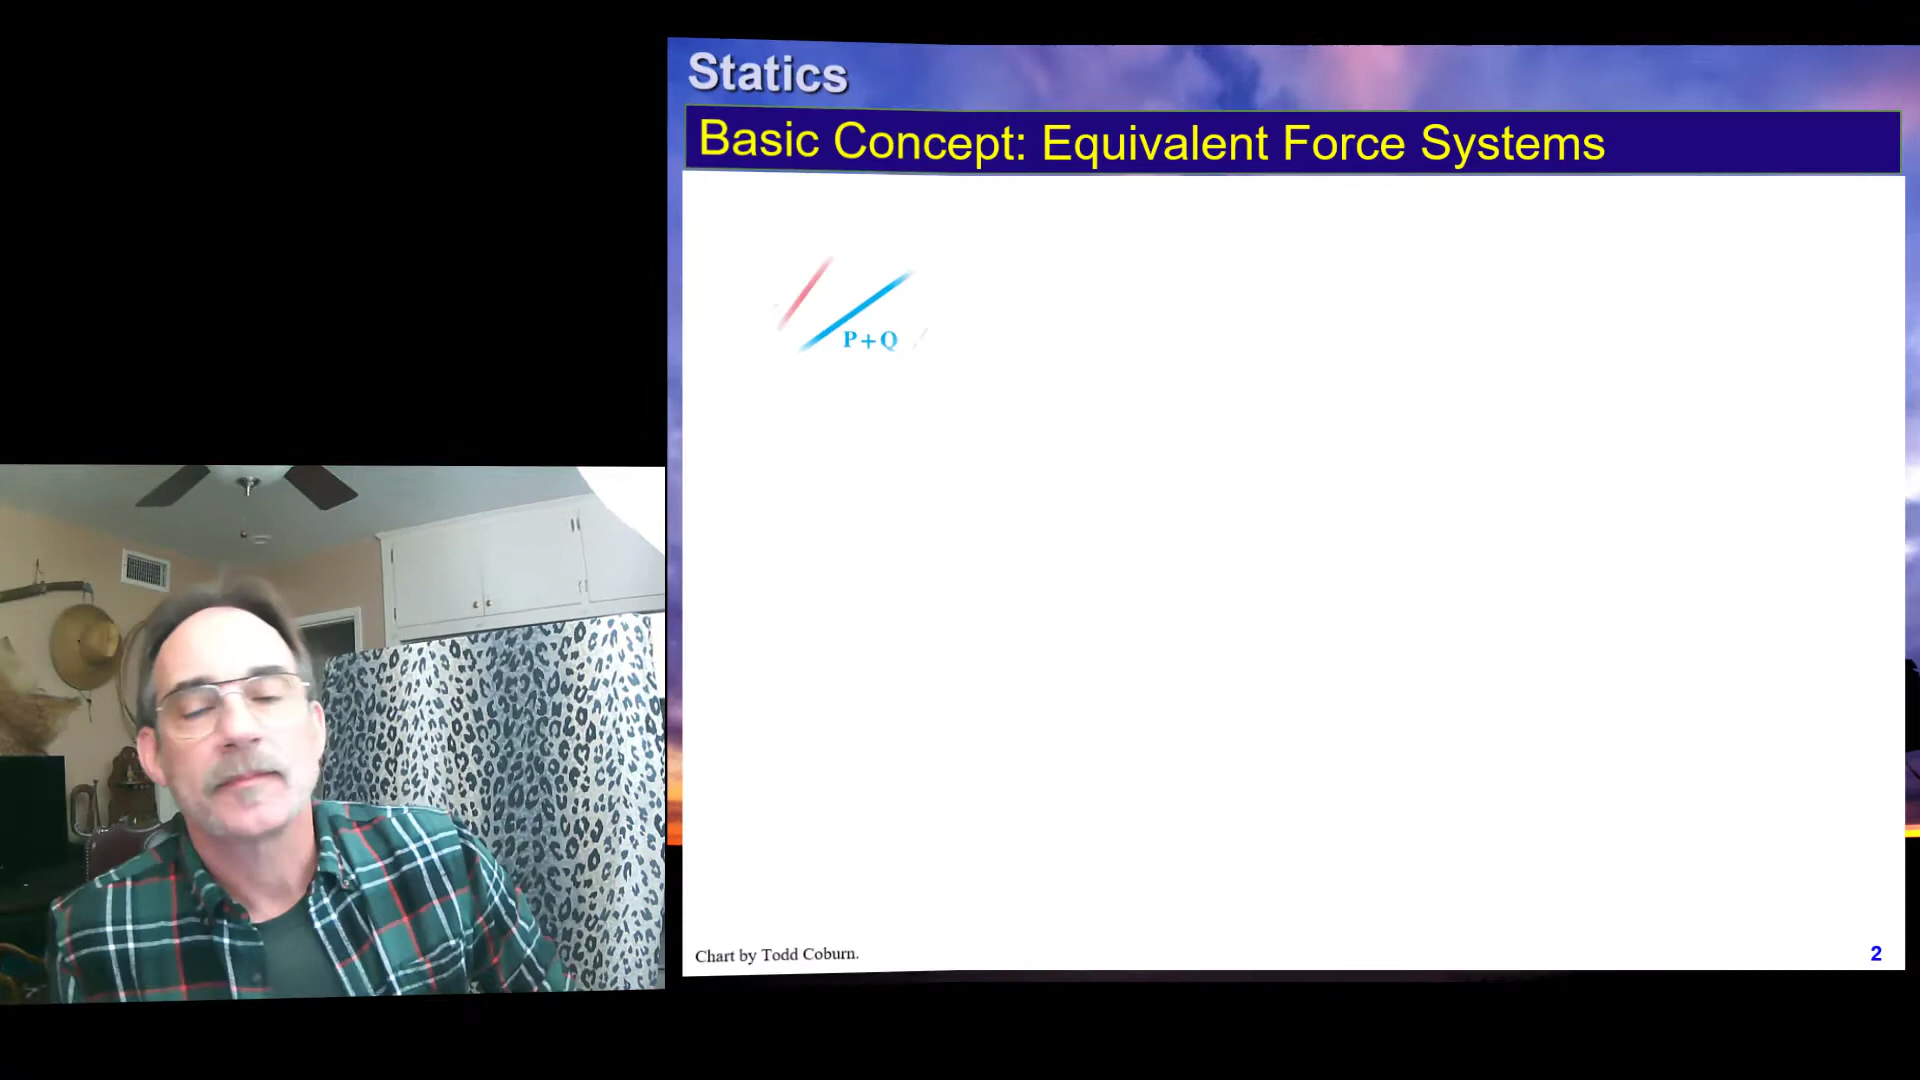 Statics
Basic Concept: Equivalent Force Systems
P+Q
Chart by Todd Coburn.
2